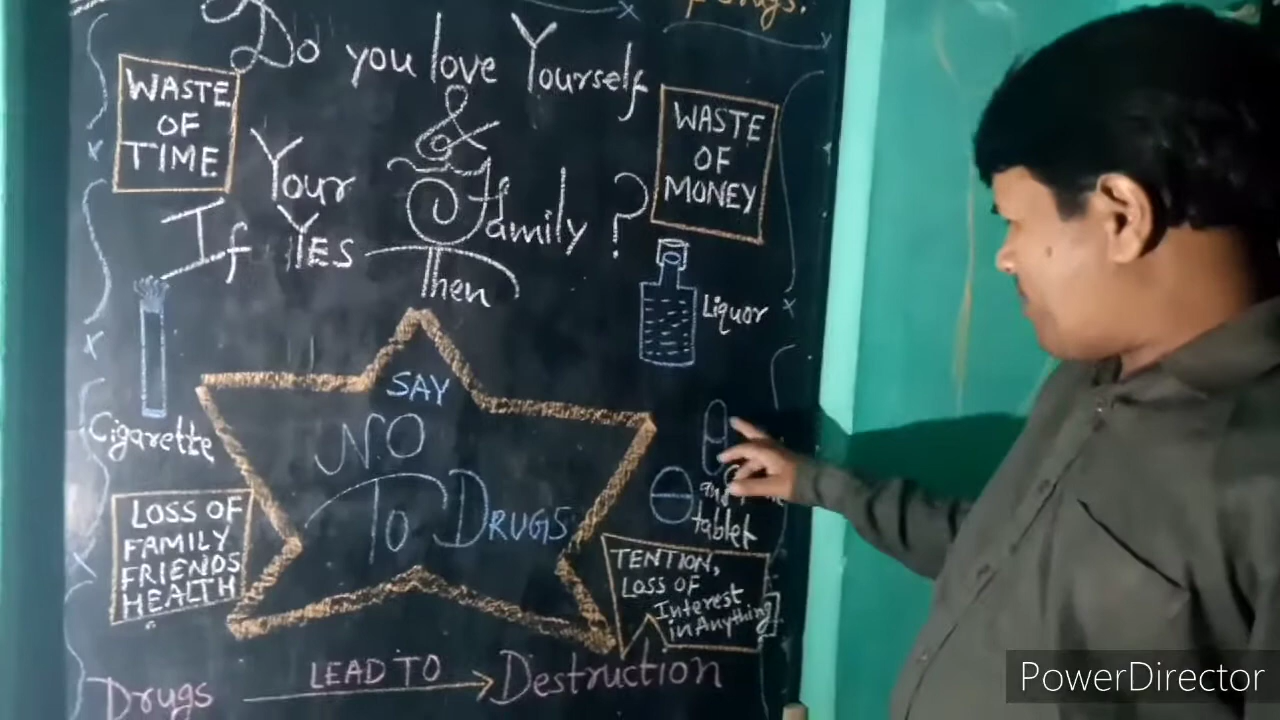 Do you love Yourself
&
Your Family ?
If YES Then
WASTE
OF
TIME
WASTE
OF
MONEY
Cigarette
Liquor
SAY
NO
To DRUGS
tablet
LOSS OF
FAMILY
FRIENDS
HEALTH
TENTION,
LOSS OF
Interest
in Anything
Drugs LEAD TO Destruction
PowerDirector